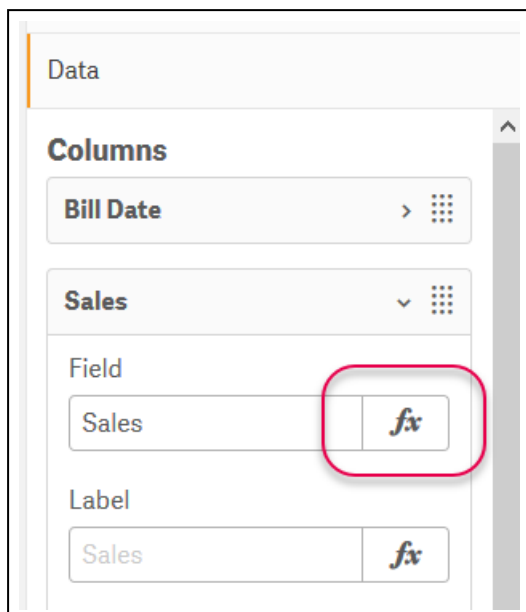 Data
Columns
Bill Date
Sales
Field
Sales fx
Label
Sales fx